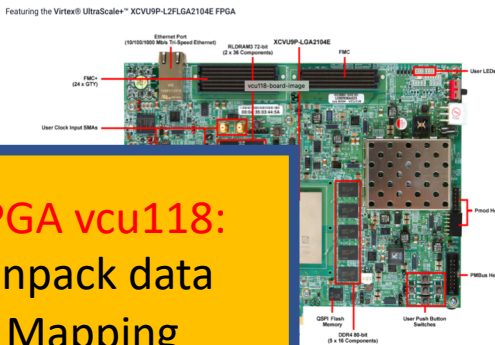 Featuring the Virtex® UltraScale+™ XCVU9P-L2FLGA2104E FPGA
Ethernet Port
(10/100/1000 Mb/s Tri-Speed Ethernet)
RLDRAM3 72-bit
(2 x 36 Components)
XCVU9P-LGA2104E
FMC
User LEDs
FMC+
(24 x GTY)
vcu118-board-image
User Clock Input SMAs
PGA vcu118:
npack data
Mapping
Pmod He
PMBus He
QSPI Flash
Memory
DDR4 80-bit
(5 x 16 Components)
User Push Button
Switches